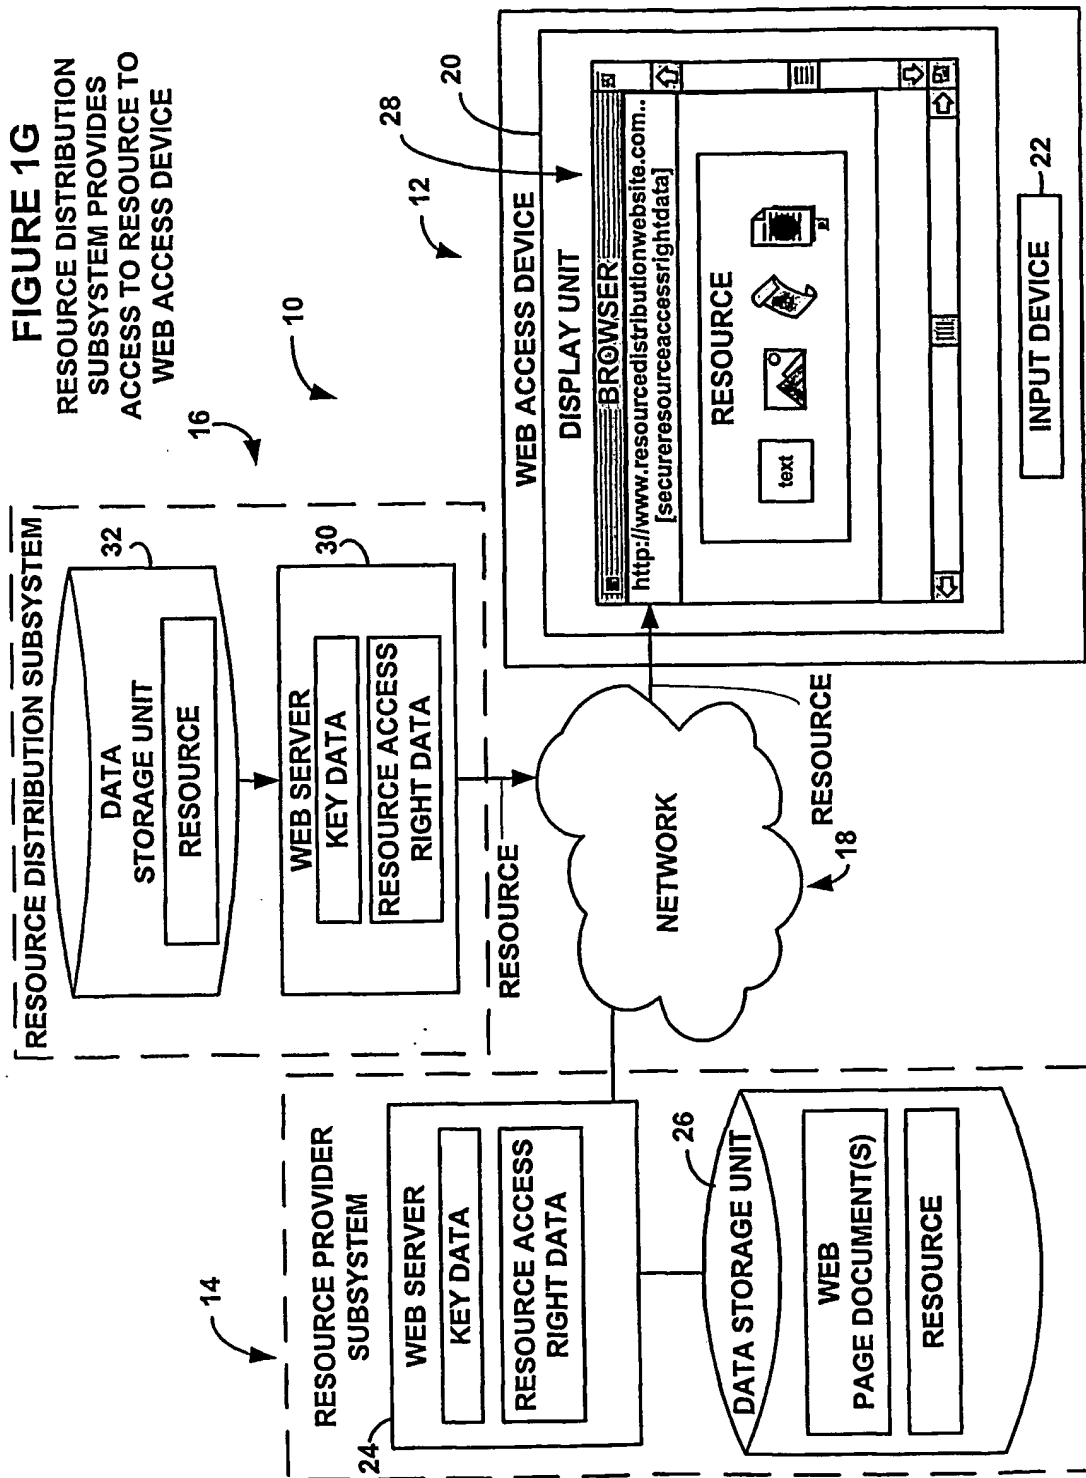 FIGURE 1G
RESOURCE DISTRIBUTION
SUBSYSTEM PROVIDES
ACCESS TO RESOURCE TO
WEB ACCESS DEVICE
10
12
16
RESOURCE DISTRIBUTION SUBSYSTEM
32
DATA
STORAGE UNIT
RESOURCE
30
WEB SERVER
KEY DATA
RESOURCE ACCESS
RIGHT DATA
RESOURCE
14
RESOURCE PROVIDER
SUBSYSTEM
24
WEB SERVER
KEY DATA
RESOURCE ACCESS
RIGHT DATA
26
DATA STORAGE UNIT
WEB
PAGE DOCUMENT(S)
RESOURCE
NETWORK
18
RESOURCE
28
20
WEB ACCESS DEVICE
DISPLAY UNIT
BROWSER
http://www.resourcedistributionwebsite.com..
[secureresourceaccessrightdata]
RESOURCE
text
INPUT DEVICE
22